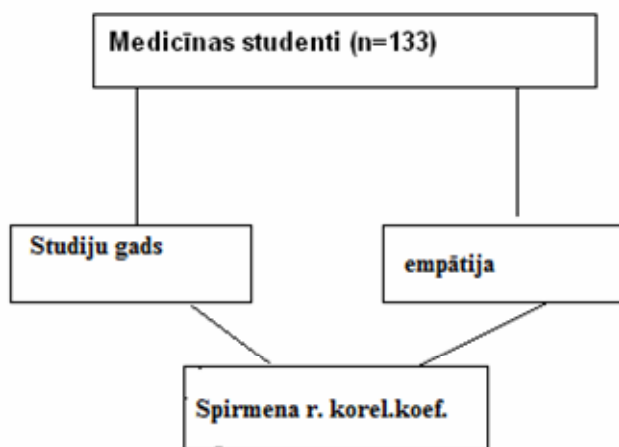 Medicīnas studenti (n=133)
Studiju gads
empātija
Spirmena r. korel.koef.